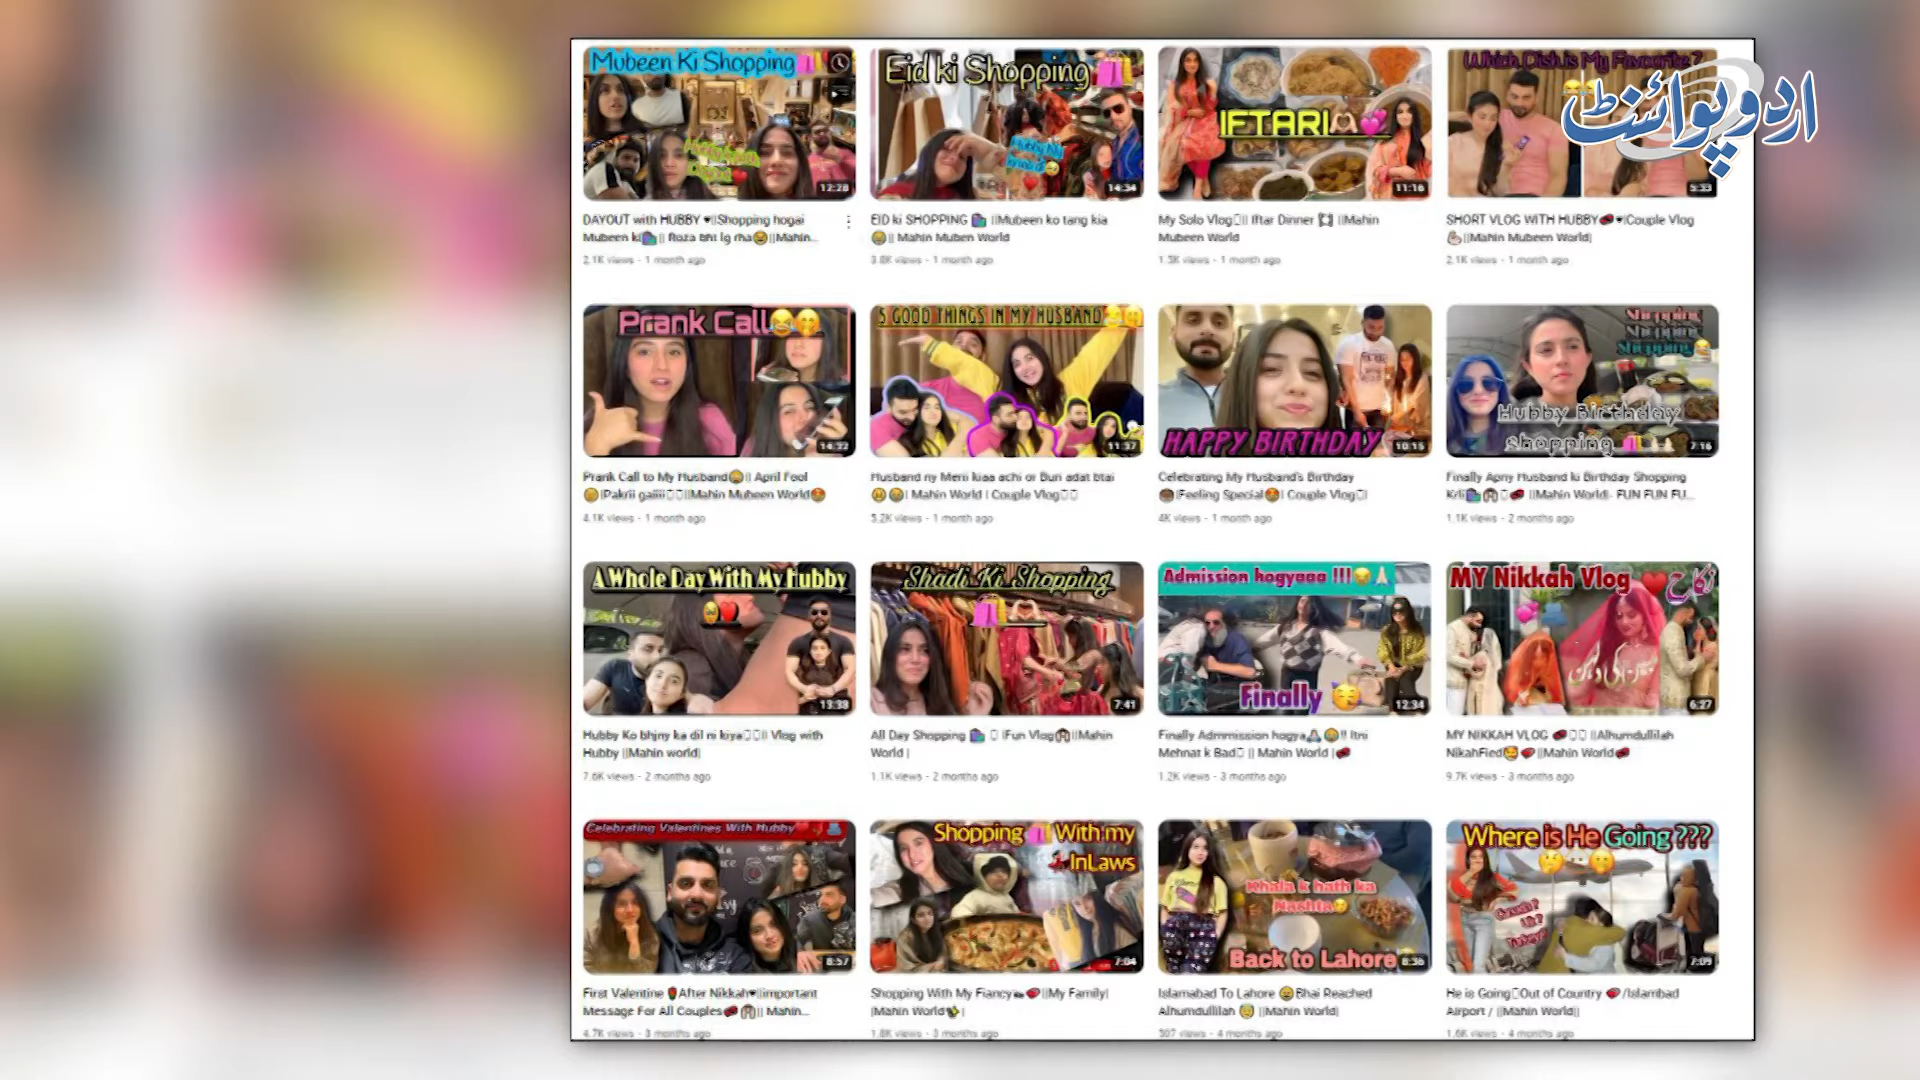 اردو پوائنٹ
Mubeen Ki Shopping
12:28
DAYOUT with HUBBY ||Shopping hogai
Mubeen ki || Roza bhi lg rha ||Mahin...
2.1K views - 1 month ago
Eid ki Shopping
14:34
EID ki SHOPPING ||Mubeen ko tang kia
|| Mahin Muben World
3.8K views - 1 month ago
IFTARI
11:16
My Solo Vlog || Iftar Dinner ||Mahin
Mubeen World
1.5K views - 1 month ago
Which Dish is My Favourite ?
5:33
SHORT VLOG WITH HUBBY |Couple Vlog
||Mahin Mubeen World|
2.1K views - 1 month ago
Prank Call
14:32
Prank Call to My Husband || April Fool
|Pakrii gaiiii||Mahin Mubeen World
4.1K views - 1 month ago
5 GOOD THINGS IN MY HUSBAND
11:37
Husband ny Meri kiaa achi or Buri adat btai
| Mahin World | Couple Vlog
5.2K views - 1 month ago
HAPPY BIRTHDAY
10:15
Celebrating My Husband's Birthday
|Feeling Special | Couple Vlog |
4K views - 1 month ago
Shopping
Shopping
Shopping
Hubby Birthday
shopping
7:16
Finally Apny Husband ki Birthday Shopping
Krli ||Mahin World|- FUN FUN FU...
1.1K views - 2 months ago
A Whole Day With My Hubby
13:38
Hubby Ko bhjny ka dil ni kiya || Vlog with
Hubby ||Mahin world|
7.6K views - 2 months ago
Shadi Ki Shopping
7:41
All Day Shopping |Fun Vlog ||Mahin
World |
1.1K views - 2 months ago
Admission hogyaaa !!!
Finally
12:34
Finally Admmission hogya !! Itni
Mehnat k Bad || Mahin World |
1.2K views - 3 months ago
MY Nikkah Vlog
نکاح
6:27
MY NIKKAH VLOG ||Alhumdullilah
NikahFied ||Mahin World
9.7K views - 3 months ago
Celebrating Valentines With Hubby
8:57
First Valentine After Nikkah ||important
Message For All Couples || Mahin...
4.7K views - 3 months ago
Shopping With my
InLaws
7:04
Shopping With My Fiancy ||My Family|
|Mahin World |
1.8K views - 3 months ago
Khala k hath ka
Nashta
Back to Lahore
8:36
Islamabad To Lahore Bhai Reached
Alhumdullilah ||Mahin World|
507 views - 4 months ago
Where is He Going ???
7:09
He is Going Out of Country /Islambad
Airport / ||Mahin World||
1.6K views - 4 months ago